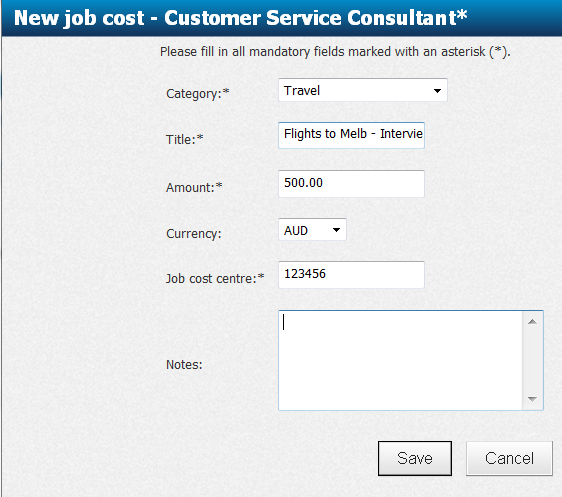 New job cost - Customer Service Consultant*
Please fill in all mandatory fields marked with an asterisk (*).
Category:* Travel
Title:* Flights to Melb - Intervie
Amount:* 500.00
Currency: AUD
Job cost centre:* 123456
Notes:
Save Cancel